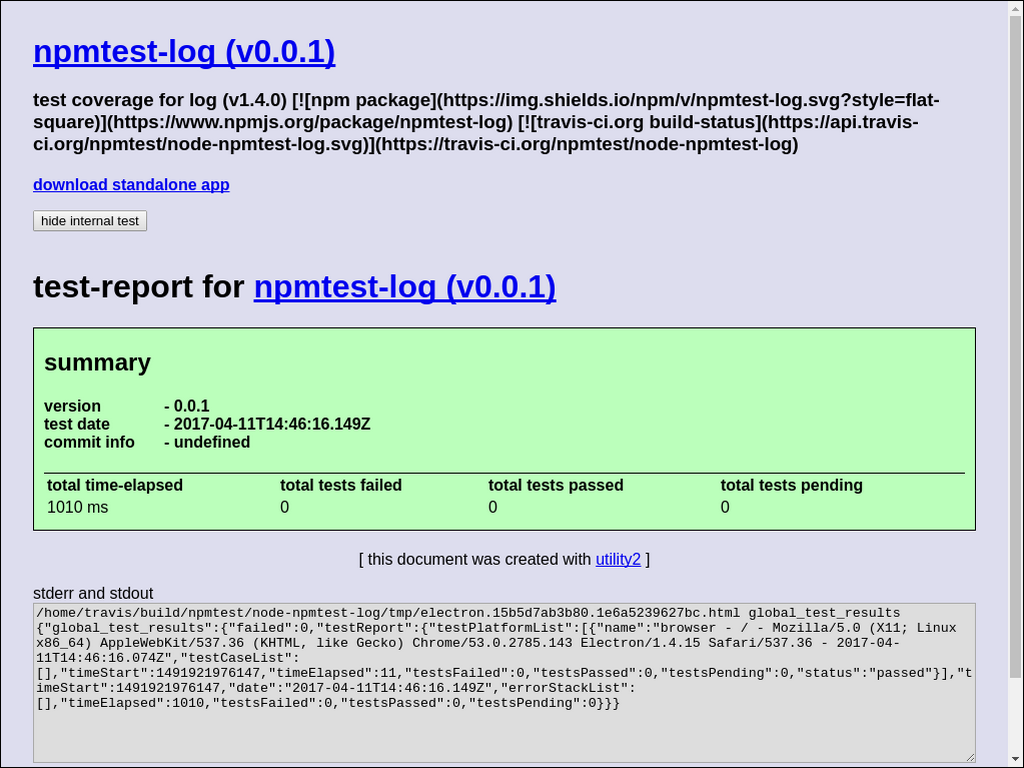 npmtest-log (v0.0.1)
test coverage for log (v1.4.0) [![npm package](https://img.shields.io/npm/v/npmtest-log.svg?style=flat-
square)](https://www.npmjs.org/package/npmtest-log) [![travis-ci.org build-status](https://api.travis-
ci.org/npmtest/node-npmtest-log.svg)](https://travis-ci.org/npmtest/node-npmtest-log)
download standalone app
hide internal test
test-report for npmtest-log (v0.0.1)
summary
version - 0.0.1
test date - 2017-04-11T14:46:16.149Z
commit info - undefined
total time-elapsed total tests failed total tests passed total tests pending
1010 ms 0 0 0
[ this document was created with utility2 ]
stderr and stdout
/home/travis/build/npmtest/node-npmtest-log/tmp/electron.15b5d7ab3b80.1e6a5239627bc.html global_test_results
{"global_test_results":{"failed":0,"testReport":{"testPlatformList":[{"name":"browser - / - Mozilla/5.0 (X11; Linux
x86_64) AppleWebKit/537.36 (KHTML, like Gecko) Chrome/53.0.2785.143 Electron/1.4.15 Safari/537.36 - 2017-04-
11T14:46:16.074Z","testCaseList":
[],"timeStart":1491921976147,"timeElapsed":11,"testsFailed":0,"testsPassed":0,"testsPending":0,"status":"passed"}],"t
imeStart":1491921976147,"date":"2017-04-11T14:46:16.149Z","errorStackList":
[],"timeElapsed":1010,"testsFailed":0,"testsPassed":0,"testsPending":0}}}